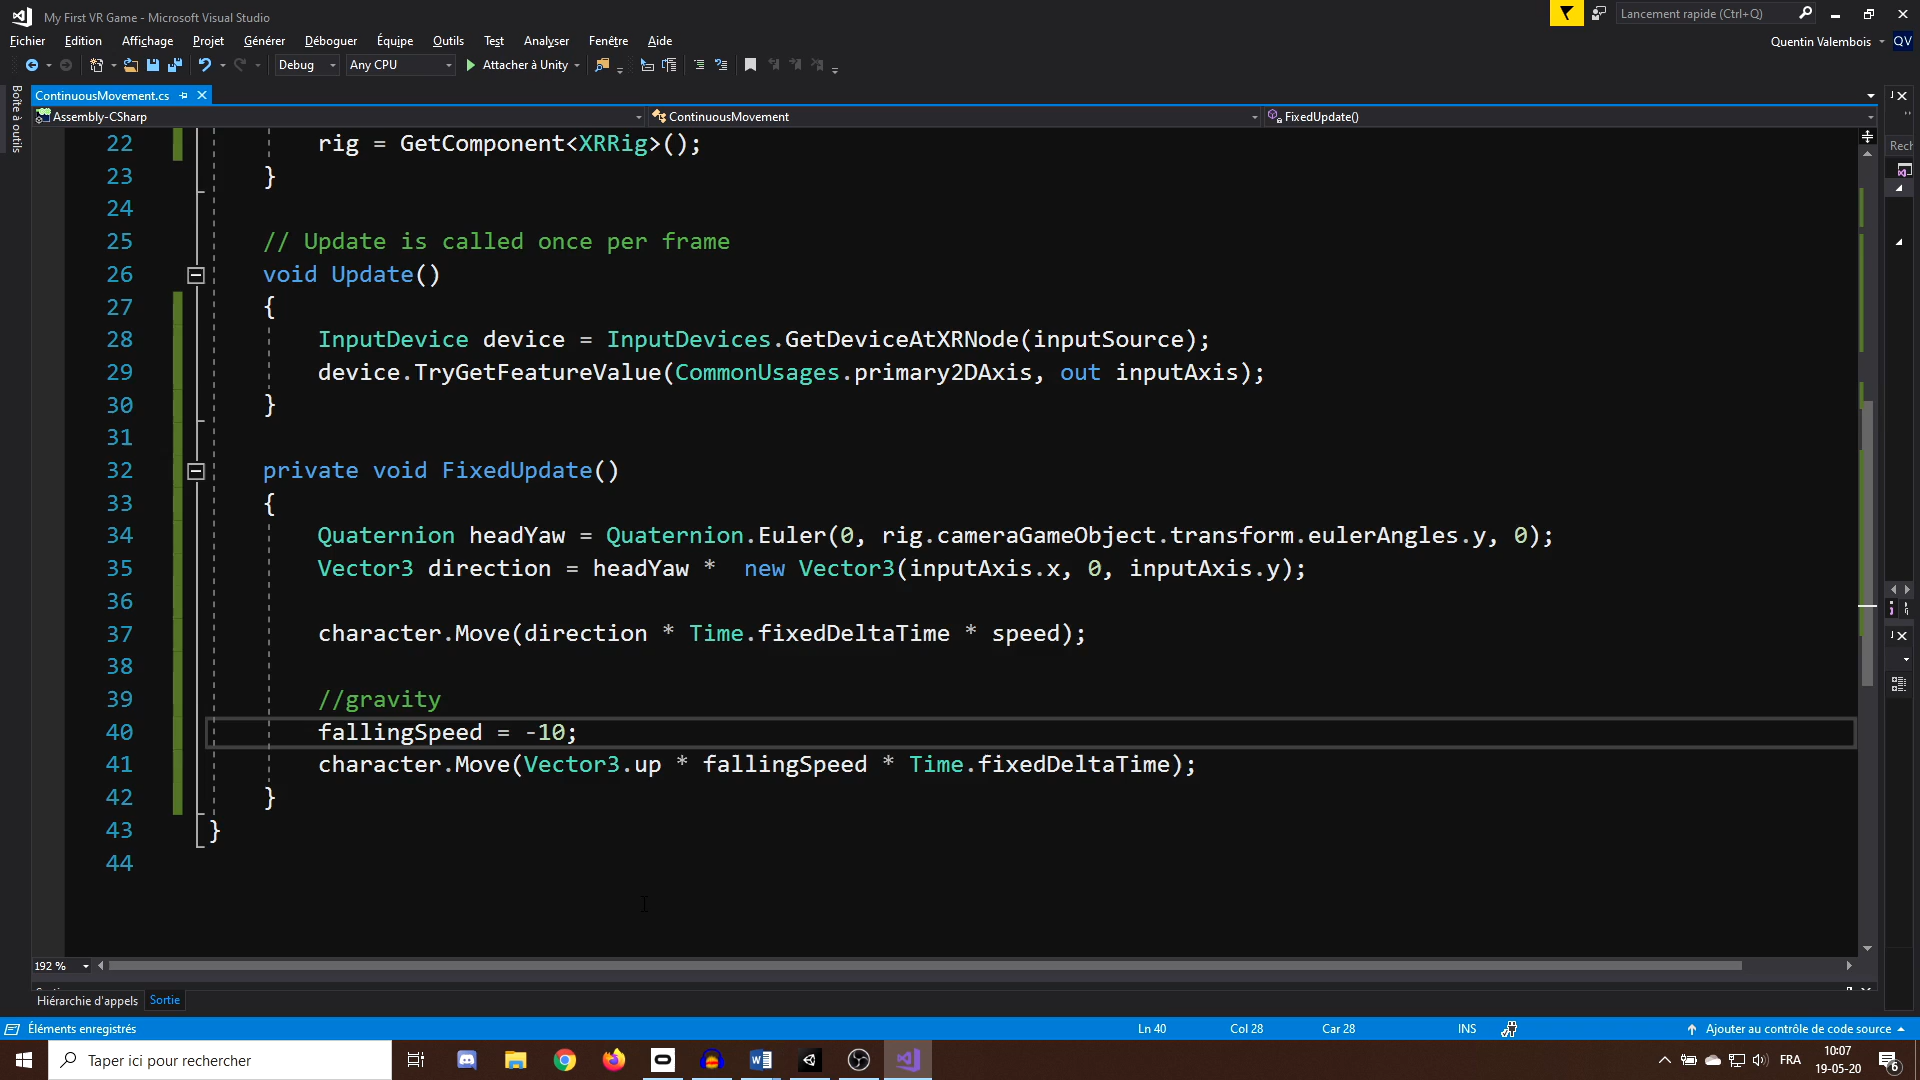 My First VR Game - Microsoft Visual Studio
Lancement rapide (Ctrl+Q)
Fichier Edition Affichage Projet Générer Déboguer Équipe Outils Test Analyser Fenêtre Aide
Quentin Valembois QV
Debug Any CPU Attacher à Unity
Boîte à outils
ContinuousMovement.cs
Assembly-CSharp ContinuousMovement FixedUpdate()
Rech
22 rig = GetComponent<XRRig>();
23 }
24
25 // Update is called once per frame
26 void Update()
27 {
28 InputDevice device = InputDevices.GetDeviceAtXRNode(inputSource);
29 device.TryGetFeatureValue(CommonUsages.primary2DAxis, out inputAxis);
30 }
31
32 private void FixedUpdate()
33 {
34 Quaternion headYaw = Quaternion.Euler(0, rig.cameraGameObject.transform.eulerAngles.y, 0);
35 Vector3 direction = headYaw *  new Vector3(inputAxis.x, 0, inputAxis.y);
36
37 character.Move(direction * Time.fixedDeltaTime * speed);
38
39 //gravity
40 fallingSpeed = -10;
41 character.Move(Vector3.up * fallingSpeed * Time.fixedDeltaTime);
42 }
43 }
44
192 %
Hiérarchie d'appels Sortie
Éléments enregistrés Ln 40 Col 28 Car 28 INS Ajouter au contrôle de code source
Taper ici pour rechercher
FRA
10:07
19-05-20
6